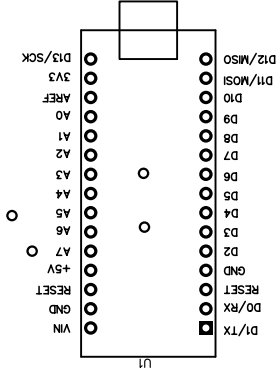 U1
D1/TX VIN
D0/RX GND
RESET RESET
GND +5V
D2 A7
D3 A6
D4 A5
D5 A4
D6 A3
D7 A2
D8 A1
D9 A0
D10 AREF
D11/MOSI 3V3
D12/MISO D13/SCK